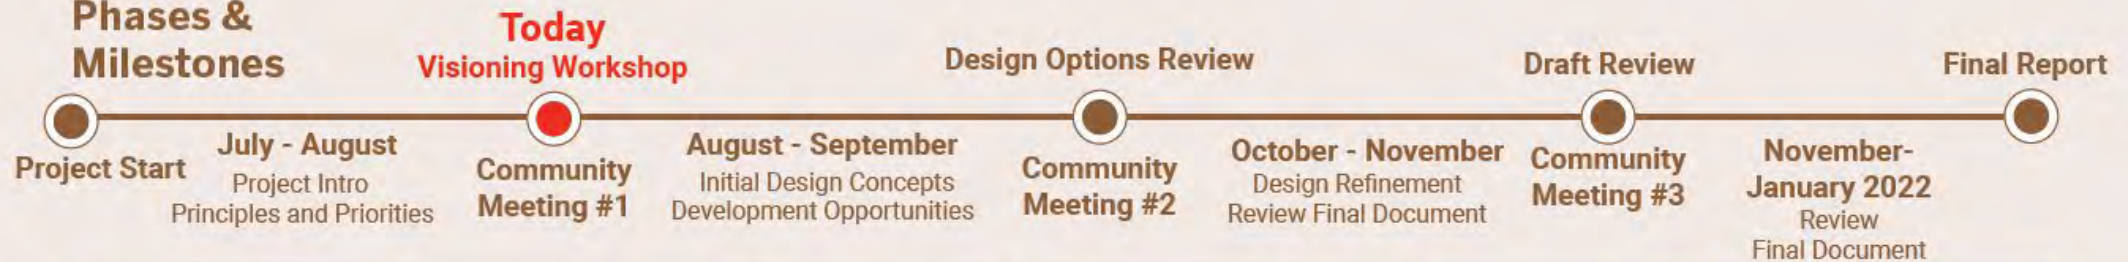 Phases &
Milestones
Today
Visioning Workshop
Design Options Review
Draft Review
Final Report
Project Start
July - August
Project Intro
Principles and Priorities
Community
Meeting #1
August - September
Initial Design Concepts
Development Opportunities
Community
Meeting #2
October - November
Design Refinement
Review Final Document
Community
Meeting #3
November-
January 2022
Review
Final Document